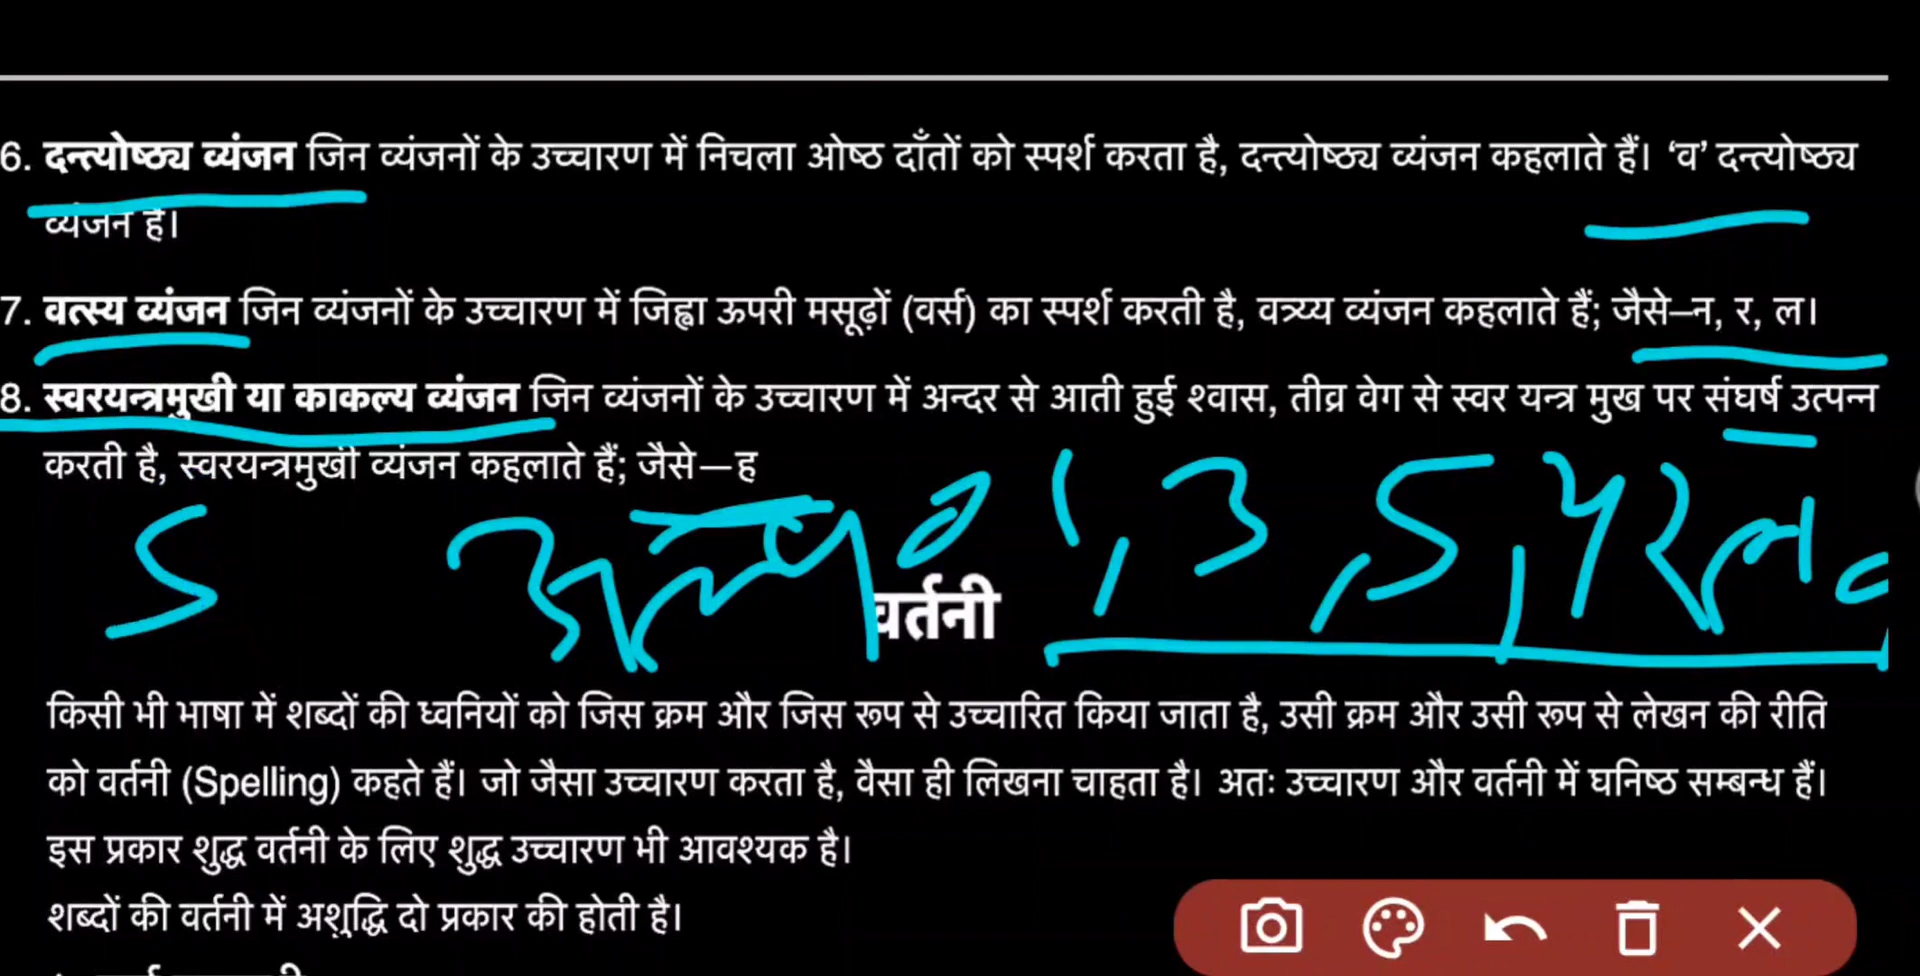 6. दन्त्योष्ठ्य व्यंजन जिन व्यंजनों के उच्चारण में निचला ओष्ठ दाँतों को स्पर्श करता है, दन्त्योष्ठ्य व्यंजन कहलाते हैं। ‘व’ दन्त्योष्ठ्य
व्यंजन है।
7. वत्स्य व्यंजन जिन व्यंजनों के उच्चारण में जिह्वा ऊपरी मसूढ़ों (वर्स) का स्पर्श करती है, वत्र्य्य व्यंजन कहलाते हैं; जैसे–न, र, ल।
8. स्वरयन्त्रमुखी या काकल्य व्यंजन जिन व्यंजनों के उच्चारण में अन्दर से आती हुई श्वास, तीव्र वेग से स्वर यन्त्र मुख पर संघर्ष उत्पन्न
करती है, स्वरयन्त्रमुखी व्यंजन कहलाते हैं; जैसे—ह
5 1, 3, 5, य र ल
वर्तनी
किसी भी भाषा में शब्दों की ध्वनियों को जिस क्रम और जिस रूप से उच्चारित किया जाता है, उसी क्रम और उसी रूप से लेखन की रीति
को वर्तनी (Spelling) कहते हैं। जो जैसा उच्चारण करता है, वैसा ही लिखना चाहता है। अतः उच्चारण और वर्तनी में घनिष्ठ सम्बन्ध हैं।
इस प्रकार शुद्ध वर्तनी के लिए शुद्ध उच्चारण भी आवश्यक है।
शब्दों की वर्तनी में अशुद्धि दो प्रकार की होती है।